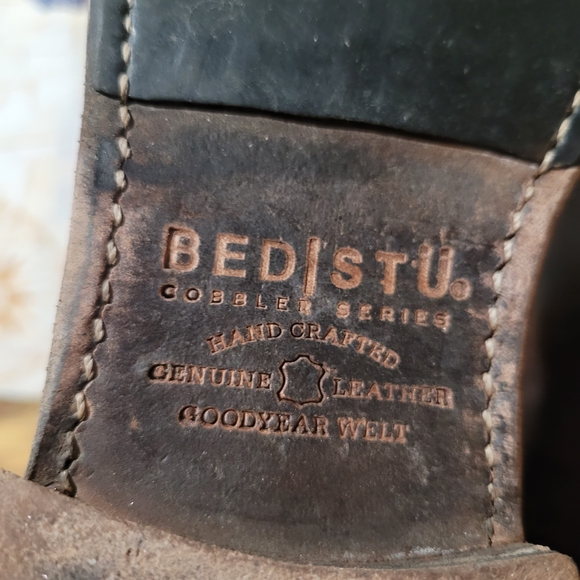 BED|STÜ®
COBBLER SERIES
HAND CRAFTED
GENUINE LEATHER
GOODYEAR WELT